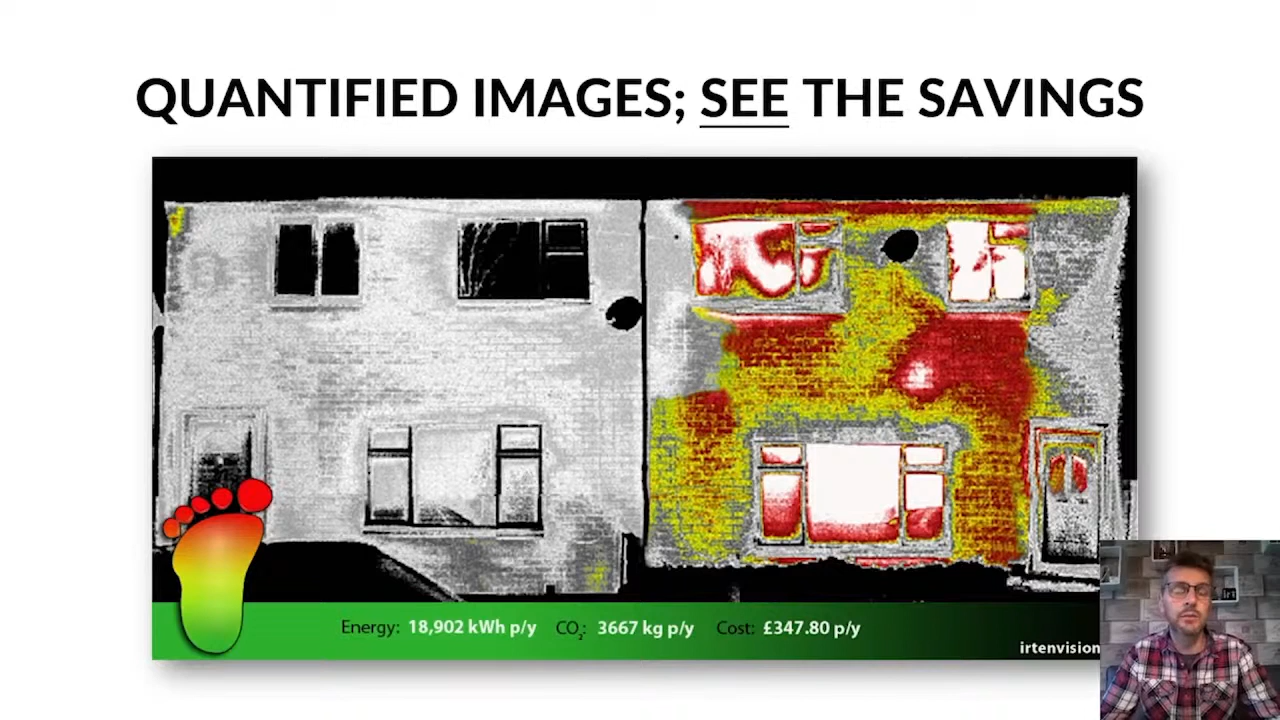 QUANTIFIED IMAGES; SEE THE SAVINGS
Energy: 18,902 kWh p/y CO2: 3667 kg p/y Cost: £347.80 p/y
irtenvision